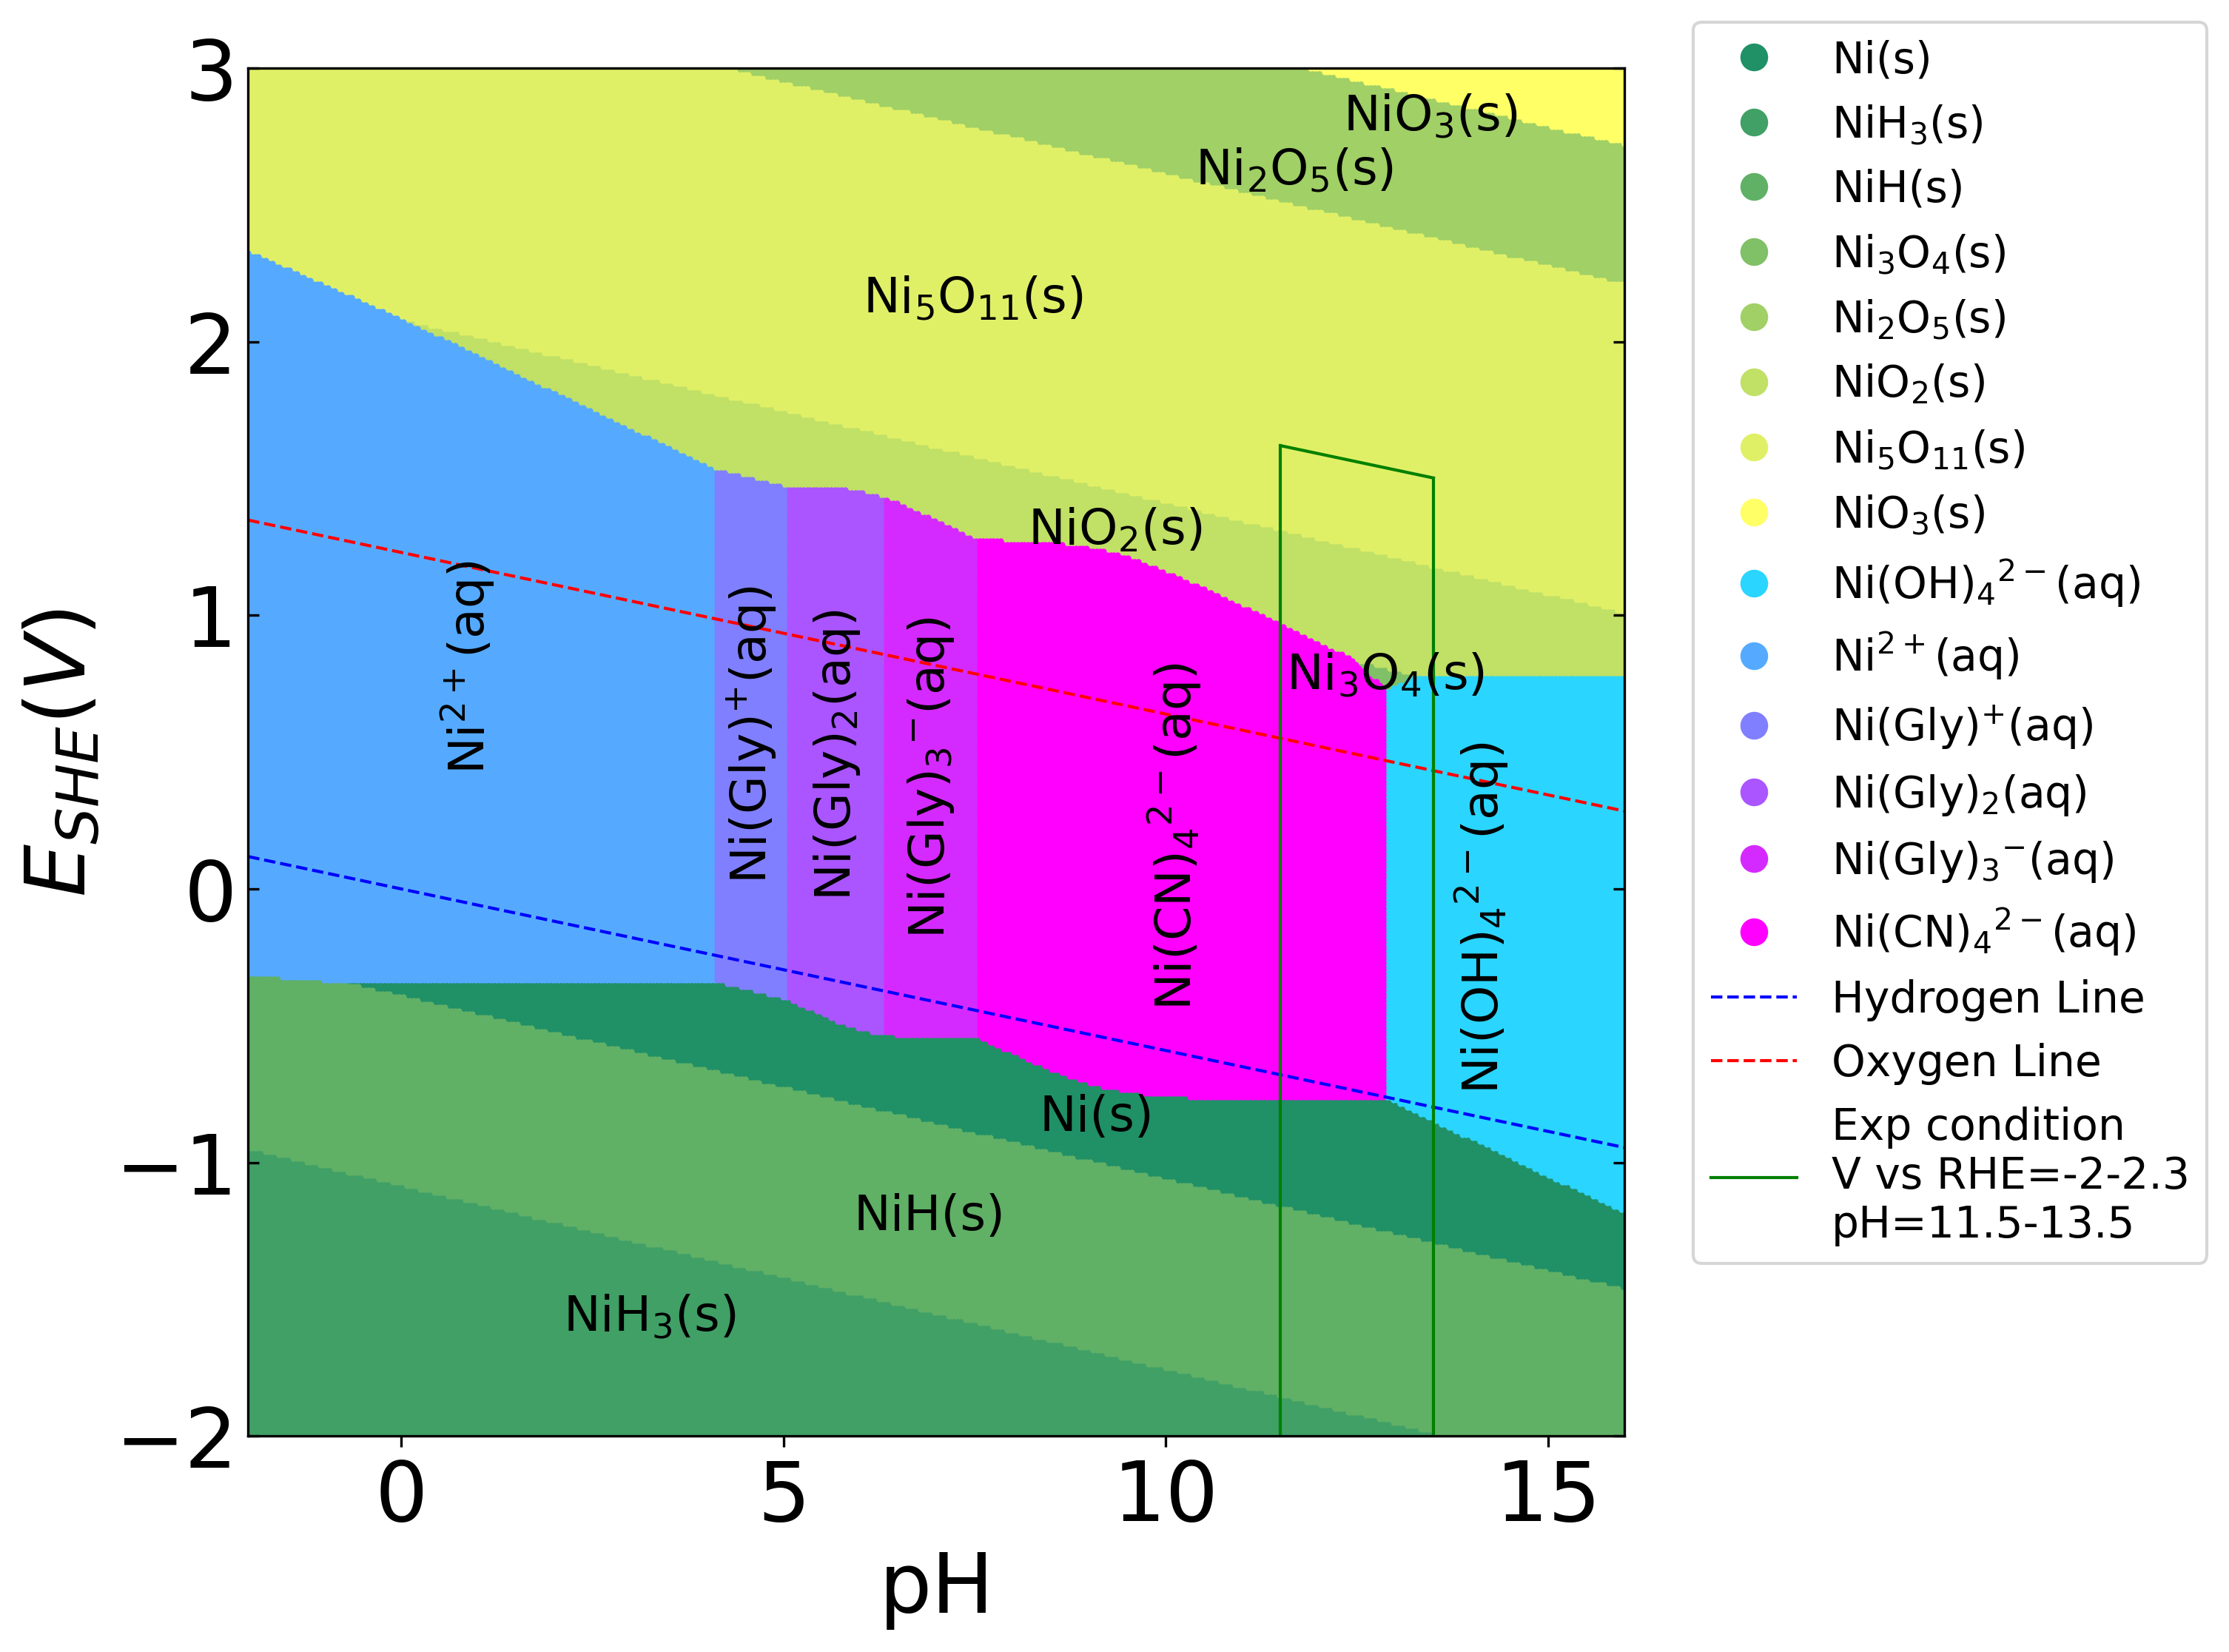 3
2
1
0
−1
−2
E_SHE(V)
0
5
10
15
pH
NiO₃(s)
Ni₂O₅(s)
Ni₅O₁₁(s)
NiO₂(s)
Ni₃O₄(s)
Ni²⁺(aq)
Ni(Gly)⁺(aq)
Ni(Gly)₂(aq)
Ni(Gly)₃⁻(aq)
Ni(CN)₄²⁻(aq)
Ni(OH)₄²⁻(aq)
Ni(s)
NiH(s)
NiH₃(s)
Ni(s)
NiH₃(s)
NiH(s)
Ni₃O₄(s)
Ni₂O₅(s)
NiO₂(s)
Ni₅O₁₁(s)
NiO₃(s)
Ni(OH)₄²⁻(aq)
Ni²⁺(aq)
Ni(Gly)⁺(aq)
Ni(Gly)₂(aq)
Ni(Gly)₃⁻(aq)
Ni(CN)₄²⁻(aq)
Hydrogen Line
Oxygen Line
Exp condition
V vs RHE=-2-2.3
pH=11.5-13.5